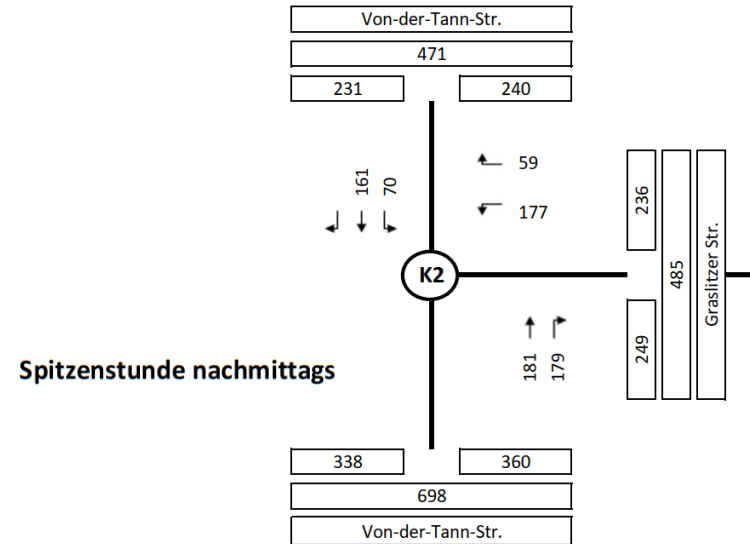 Von-der-Tann-Str.
471
231 240
59
161 70
177
236
485
Graslitzer Str.
K2
249
181 179
Spitzenstunde nachmittags
338 360
698
Von-der-Tann-Str.